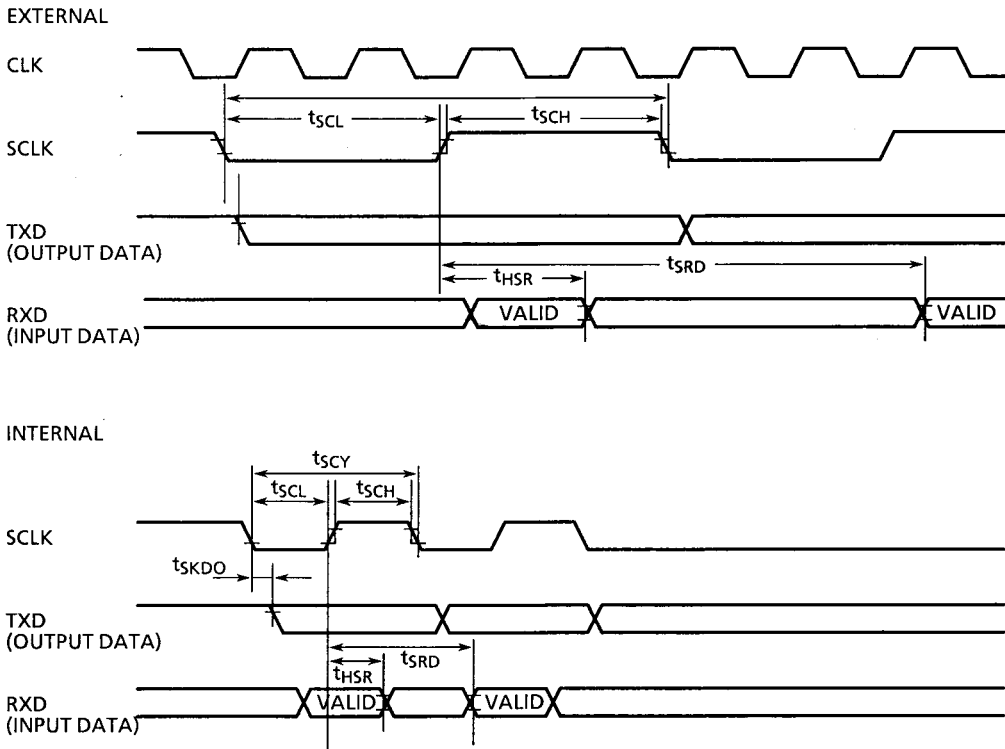 EXTERNAL
CLK
tSCL
tSCH
SCLK
TXD
(OUTPUT DATA)
tSRD
tHSR
RXD
(INPUT DATA)
VALID
VALID
INTERNAL
tSCY
tSCL
tSCH
SCLK
tSKDO
TXD
(OUTPUT DATA)
tSRD
tHSR
RXD
(INPUT DATA)
VALID
VALID